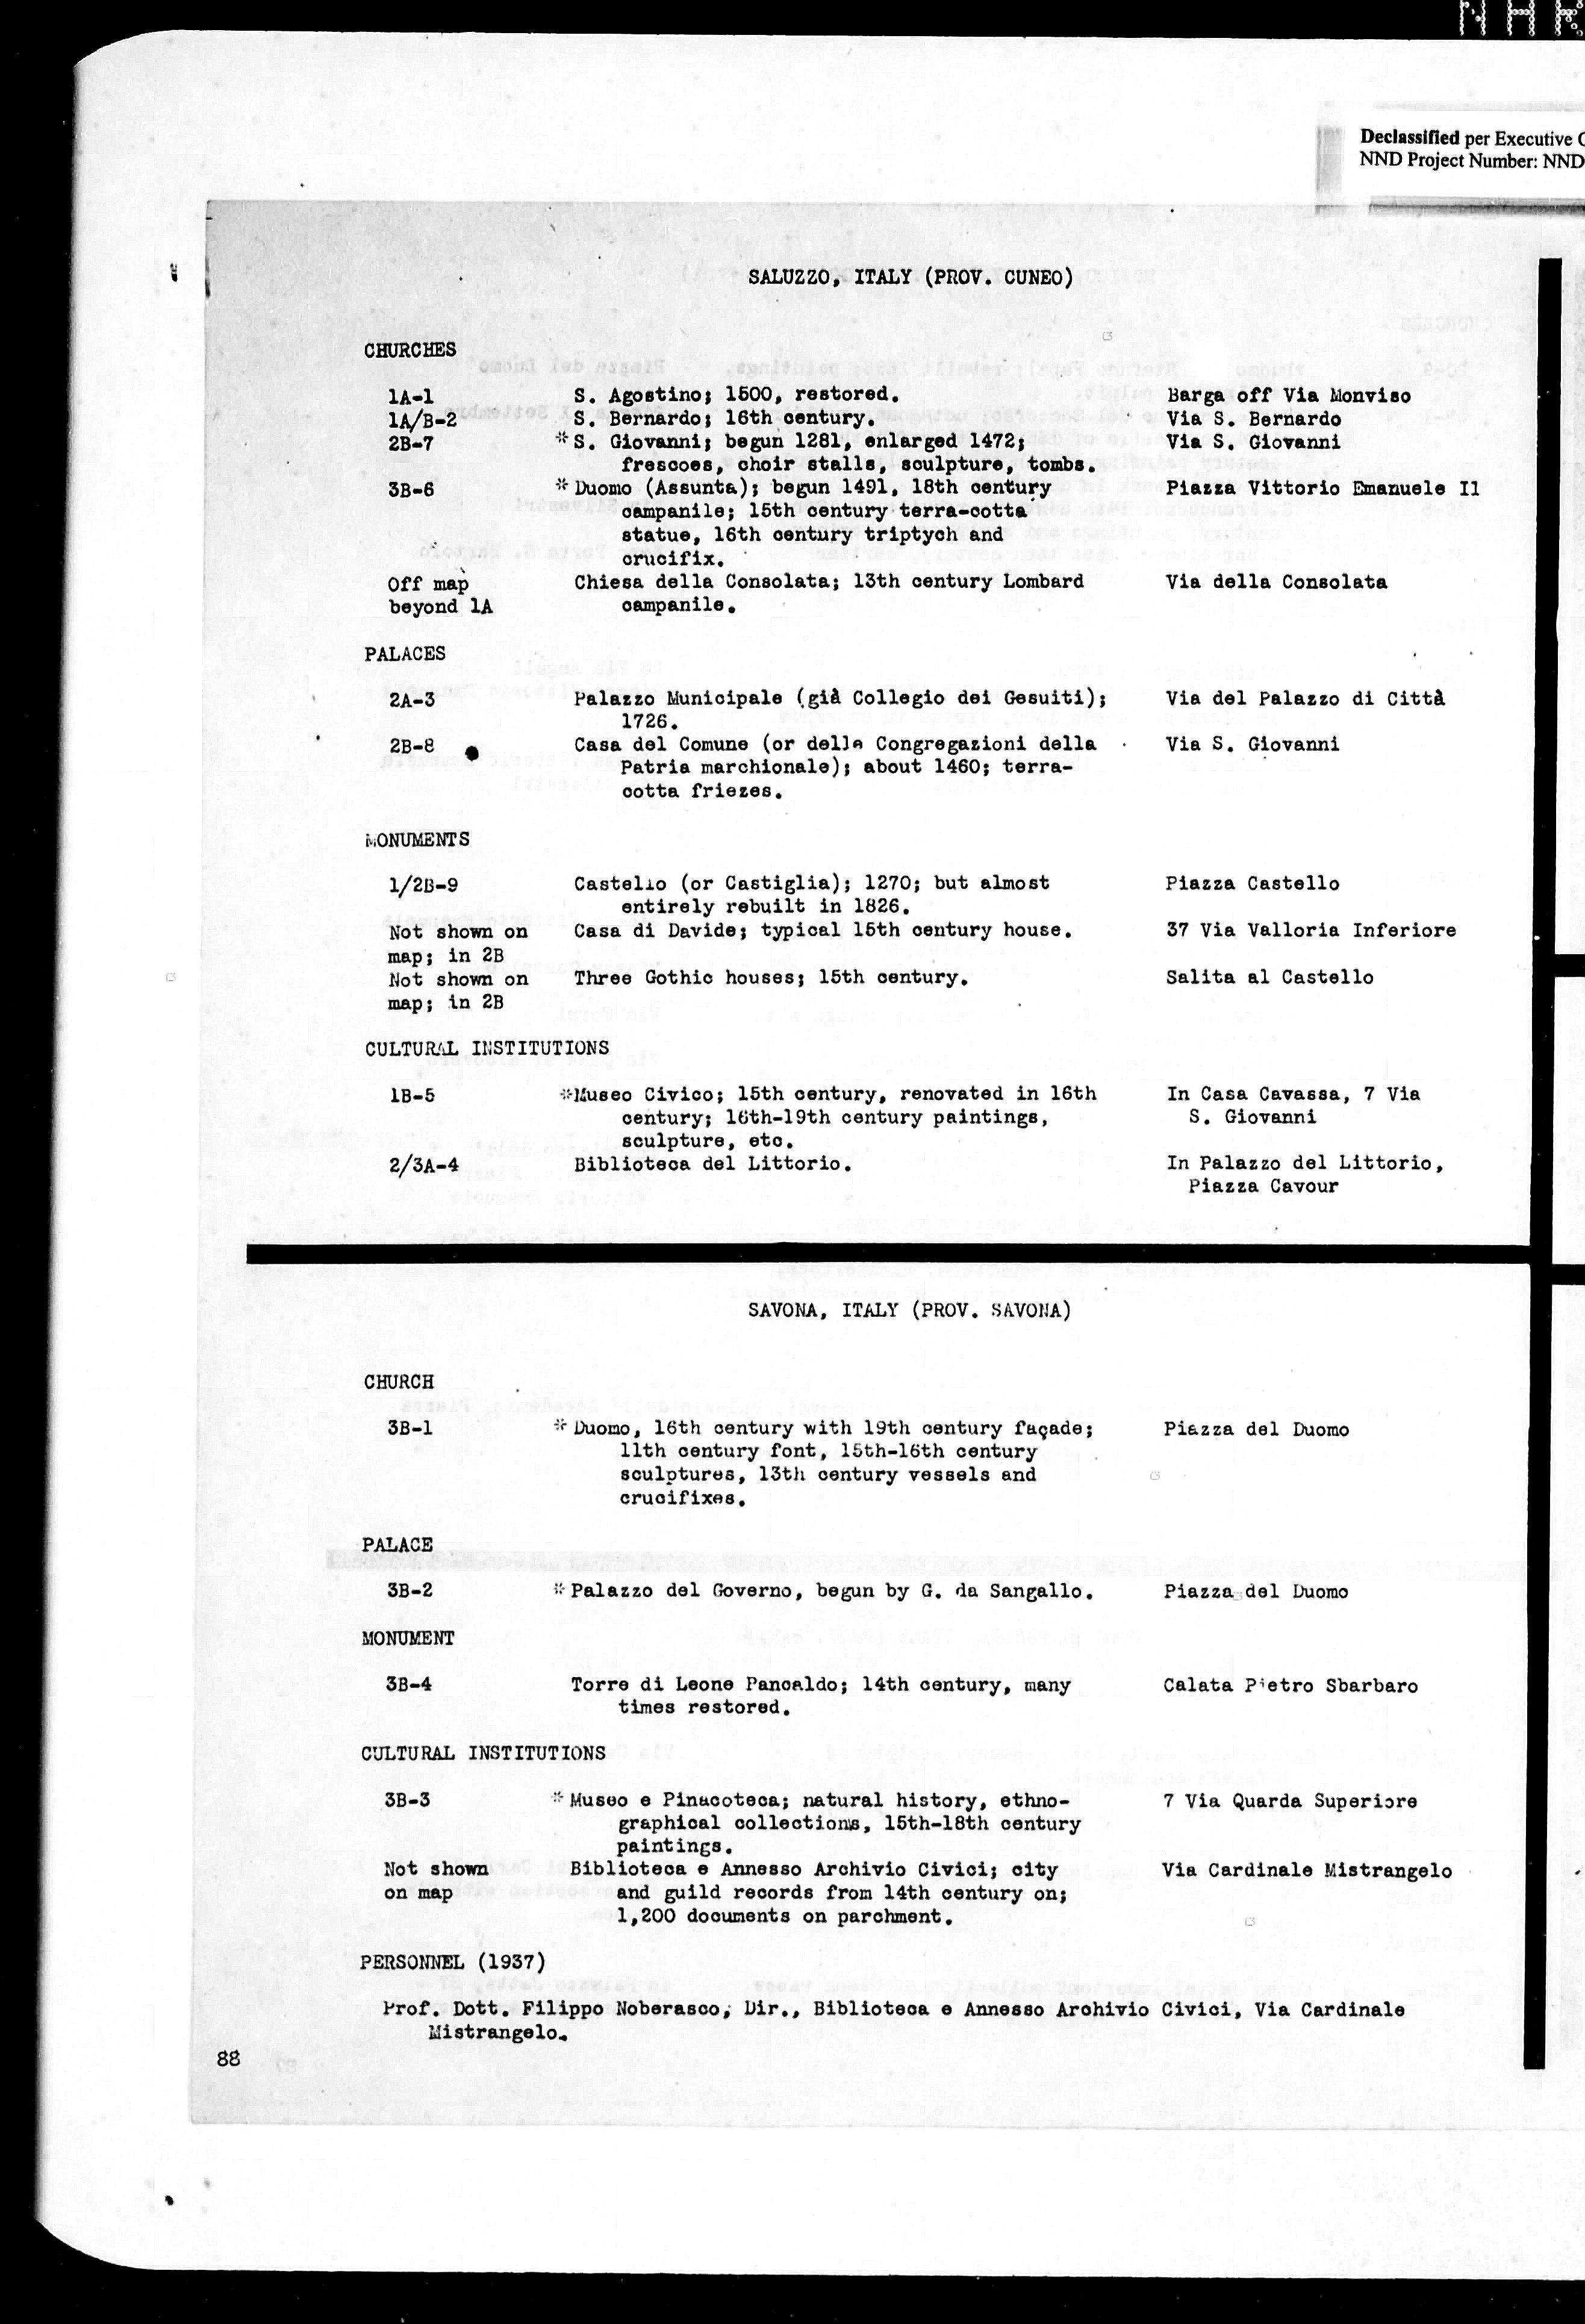 NAR
Declassified per Executive
NND Project Number: NND
SALUZZO, ITALY (PROV. CUNEO)
CHURCHES
1A-1 S. Agostino; 1500, restored. Barga off Via Monviso
1A/B-2 S. Bernardo; 16th century. Via S. Bernardo
2B-7 *S. Giovanni; begun 1281, enlarged 1472; Via S. Giovanni
frescoes, choir stalls, sculpture, tombs.
3B-6 *Duomo (Assunta); begun 1491, 18th century Piazza Vittorio Emanuele II
campanile; 15th century terra-cotta
statue, 16th century triptych and
crucifix.
Off map Chiesa della Consolata; 13th century Lombard Via della Consolata
beyond 1A campanile.
PALACES
2A-3 Palazzo Municipale (già Collegio dei Gesuiti); Via del Palazzo di Città
1726.
2B-8 Casa del Comune (or delle Congregazioni della Via S. Giovanni
Patria marchionale); about 1460; terra-
cotta friezes.
MONUMENTS
1/2B-9 Castello (or Castiglia); 1270; but almost Piazza Castello
entirely rebuilt in 1826.
Not shown on Casa di Davide; typical 15th century house. 37 Via Valloria Inferiore
map; in 2B
Not shown on Three Gothic houses; 15th century. Salita al Castello
map; in 2B
CULTURAL INSTITUTIONS
1B-5 *Museo Civico; 15th century, renovated in 16th In Casa Cavassa, 7 Via
century; 16th-19th century paintings, S. Giovanni
sculpture, etc.
2/3A-4 Biblioteca del Littorio. In Palazzo del Littorio,
Piazza Cavour
SAVONA, ITALY (PROV. SAVONA)
CHURCH
3B-1 *Duomo, 16th century with 19th century façade; Piazza del Duomo
11th century font, 15th-16th century
sculptures, 13th century vessels and
crucifixes.
PALACE
3B-2 *Palazzo del Governo, begun by G. da Sangallo. Piazza del Duomo
MONUMENT
3B-4 Torre di Leone Pancaldo; 14th century, many Calata Pietro Sbarbaro
times restored.
CULTURAL INSTITUTIONS
3B-3 *Museo e Pinacoteca; natural history, ethno- 7 Via Quarda Superiore
graphical collections, 15th-18th century
paintings.
Not shown Biblioteca e Annesso Archivio Civici; city Via Cardinale Mistrangelo
on map and guild records from 14th century on;
1,200 documents on parchment.
PERSONNEL (1937)
Prof. Dott. Filippo Noberasco, Dir., Biblioteca e Annesso Archivio Civici, Via Cardinale
Mistrangelo.
88